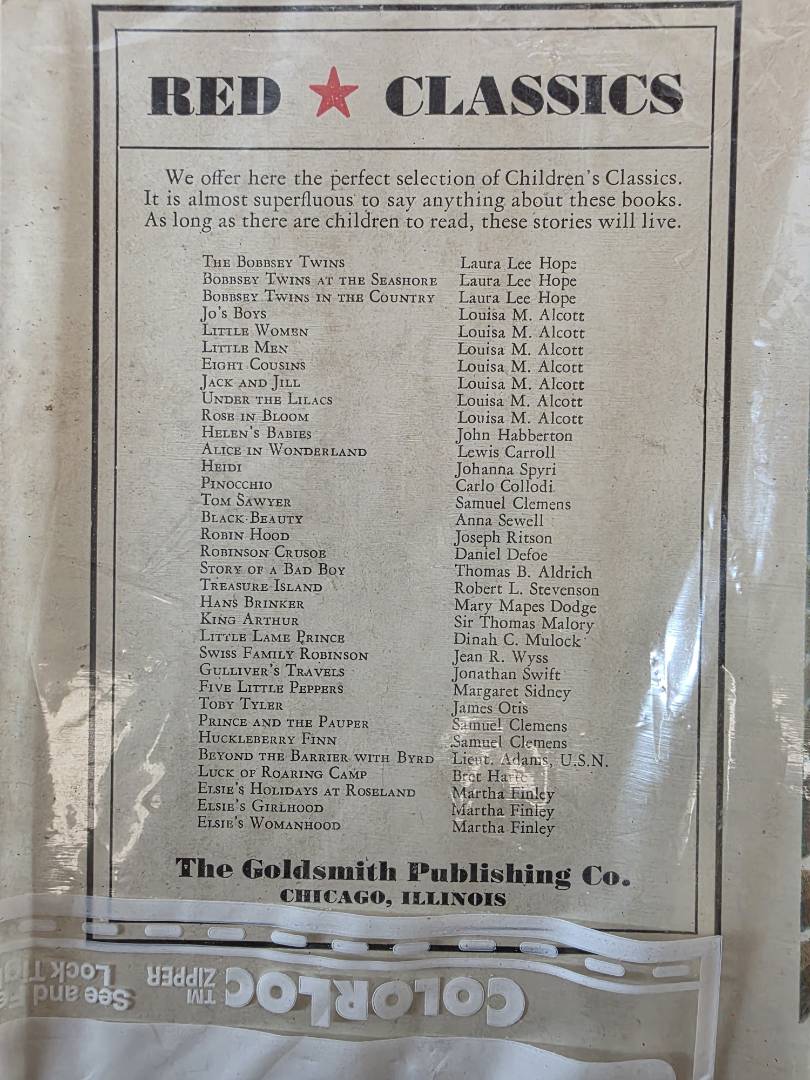 RED ★ CLASSICS
We offer here the perfect selection of Children's Classics.
It is almost superfluous to say anything about these books.
As long as there are children to read, these stories will live.
The Bobbsey Twins Laura Lee Hope
Bobbsey Twins at the Seashore Laura Lee Hope
Bobbsey Twins in the Country Laura Lee Hope
Jo's Boys Louisa M. Alcott
Little Women Louisa M. Alcott
Little Men Louisa M. Alcott
Eight Cousins Louisa M. Alcott
Jack and Jill Louisa M. Alcott
Under the Lilacs Louisa M. Alcott
Rose in Bloom Louisa M. Alcott
Helen's Babies John Habberton
Alice in Wonderland Lewis Carroll
Heidi Johanna Spyri
Pinocchio Carlo Collodi
Tom Sawyer Samuel Clemens
Black Beauty Anna Sewell
Robin Hood Joseph Ritson
Robinson Crusoe Daniel Defoe
Story of a Bad Boy Thomas B. Aldrich
Treasure Island Robert L. Stevenson
Hans Brinker Mary Mapes Dodge
King Arthur Sir Thomas Malory
Little Lame Prince Dinah C. Mulock
Swiss Family Robinson Jean R. Wyss
Gulliver's Travels Jonathan Swift
Five Little Peppers Margaret Sidney
Toby Tyler James Otis
Prince and the Pauper Samuel Clemens
Huckleberry Finn Samuel Clemens
Beyond the Barrier with Byrd Lieut. Adams, U.S.N.
Luck of Roaring Camp Bret Harte
Elsie's Holidays at Roseland Martha Finley
Elsie's Girlhood Martha Finley
Elsie's Womanhood Martha Finley
The Goldsmith Publishing Co.
CHICAGO, ILLINOIS
COLORLOC™ ZIPPER
See and
Lock